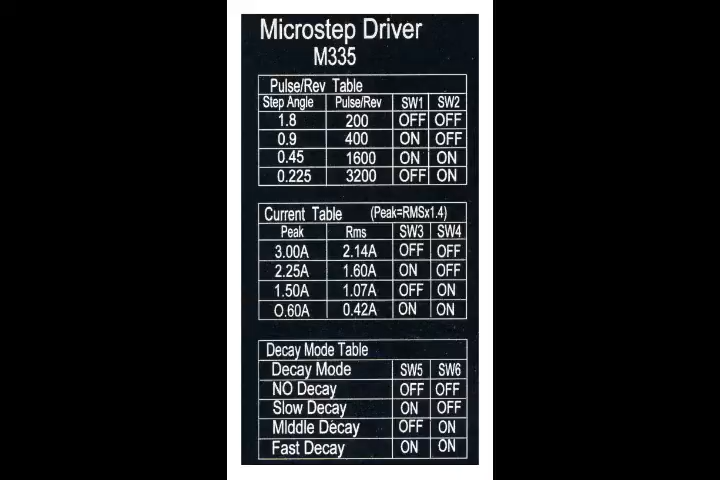 Microstep Driver
M335
Pulse/Rev Table
Step Angle Pulse/Rev SW1 SW2
1.8 200 OFF OFF
0.9 400 ON OFF
0.45 1600 ON ON
0.225 3200 OFF ON
Current Table (Peak=RMSx1.4)
Peak Rms SW3 SW4
3.00A 2.14A OFF OFF
2.25A 1.60A ON OFF
1.50A 1.07A OFF ON
O.60A 0.42A ON ON
Decay Mode Table
Decay Mode SW5 SW6
NO Decay OFF OFF
Slow Decay ON OFF
MIddle Decay OFF ON
Fast Decay ON ON